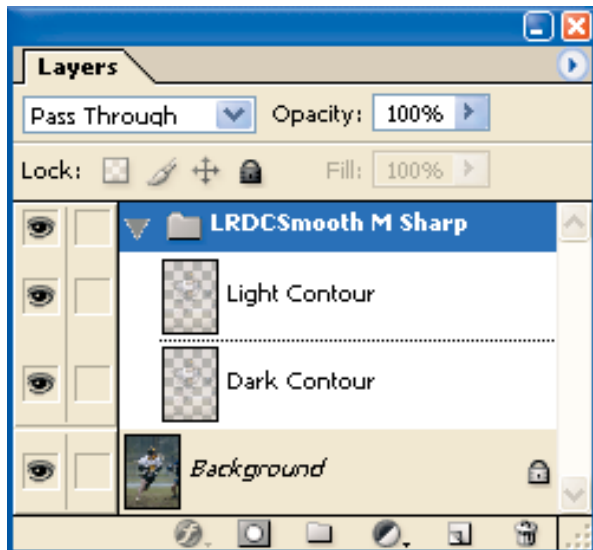 Layers
Pass Through Opacity: 100%
Lock: Fill: 100%
LRDCSmooth M Sharp
Light Contour
Dark Contour
Background